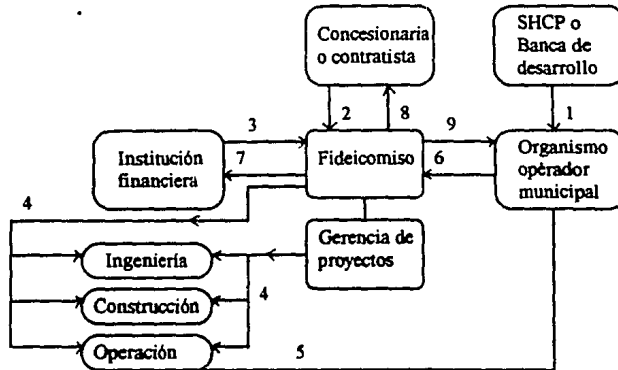 Concesionaria
o contratista
SHCP o
Banca de
desarrollo
2
8
1
3
9
Institución
financiera
7
Fideicomiso
6
Organismo
opérador
municipal
4
Gerencia de
proyectos
Ingeniería
4
Construcción
Operación
5